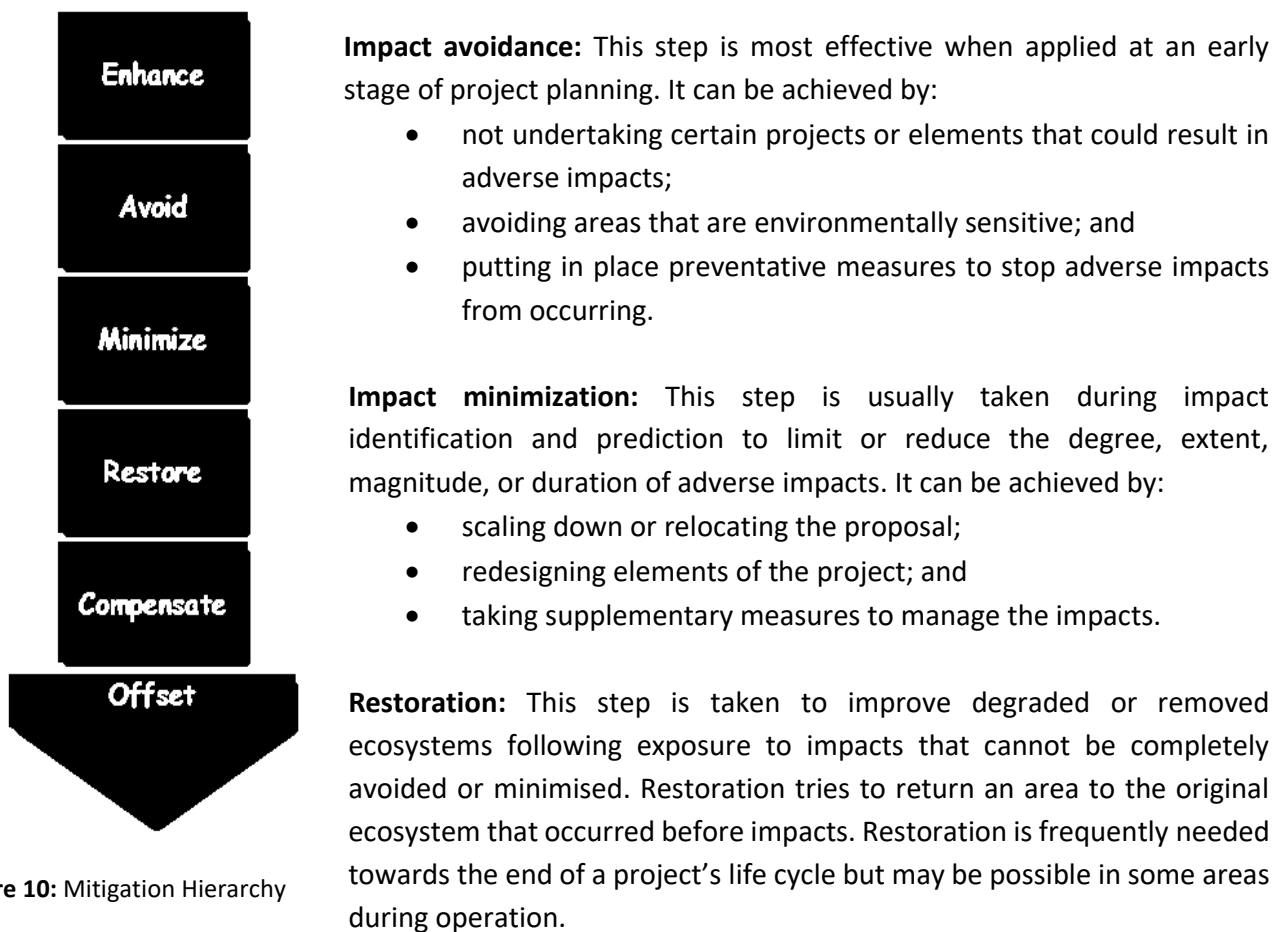 Enhance
Avoid
Minimize
Restore
Compensate
Offset
re 10: Mitigation Hierarchy
Impact avoidance: This step is most effective when applied at an early
stage of project planning. It can be achieved by:
• not undertaking certain projects or elements that could result in
adverse impacts;
• avoiding areas that are environmentally sensitive; and
• putting in place preventative measures to stop adverse impacts
from occurring.
Impact minimization: This step is usually taken during impact
identification and prediction to limit or reduce the degree, extent,
magnitude, or duration of adverse impacts. It can be achieved by:
• scaling down or relocating the proposal;
• redesigning elements of the project; and
• taking supplementary measures to manage the impacts.
Restoration: This step is taken to improve degraded or removed
ecosystems following exposure to impacts that cannot be completely
avoided or minimised. Restoration tries to return an area to the original
ecosystem that occurred before impacts. Restoration is frequently needed
towards the end of a project’s life cycle but may be possible in some areas
during operation.